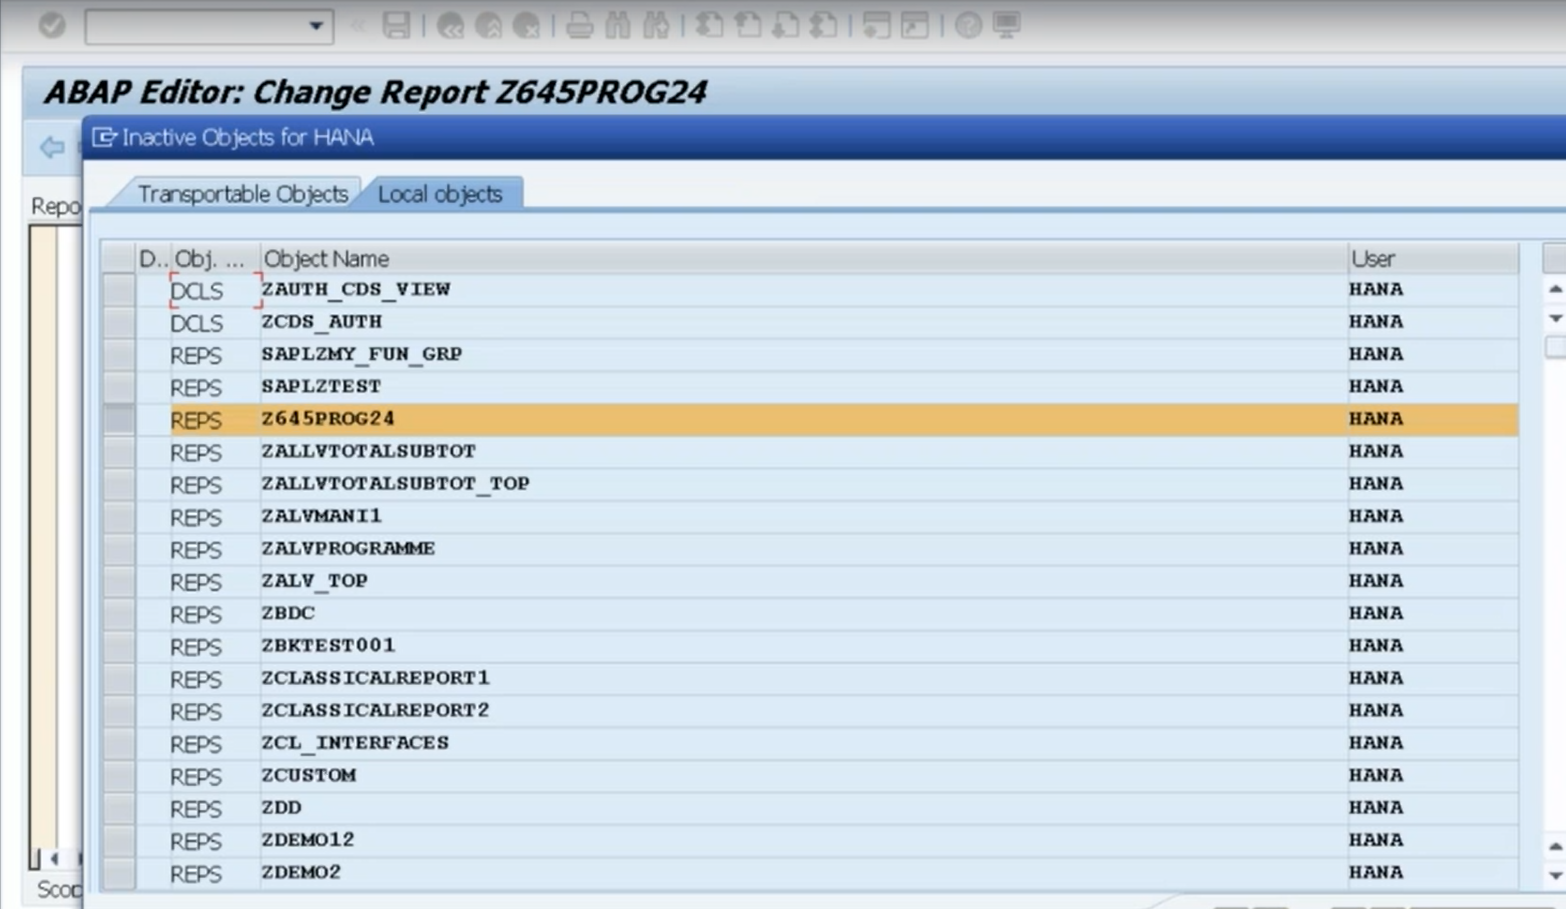 ABAP Editor: Change Report Z645PROG24
Inactive Objects for HANA
Transportable Objects Local objects
D.. Obj. ... Object Name User
DCLS ZAUTH_CDS_VIEW HANA
DCLS ZCDS_AUTH HANA
REPS SAPLZMY_FUN_GRP HANA
REPS SAPLZTEST HANA
REPS Z645PROG24 HANA
REPS ZALLVTOTALSUBTOT HANA
REPS ZALLVTOTALSUBTOT_TOP HANA
REPS ZALVMANI1 HANA
REPS ZALVPROGRAMME HANA
REPS ZALV_TOP HANA
REPS ZBDC HANA
REPS ZBKTEST001 HANA
REPS ZCLASSICALREPORT1 HANA
REPS ZCLASSICALREPORT2 HANA
REPS ZCL_INTERFACES HANA
REPS ZCUSTOM HANA
REPS ZDD HANA
REPS ZDEMO12 HANA
REPS ZDEMO2 HANA
Repo
Scop